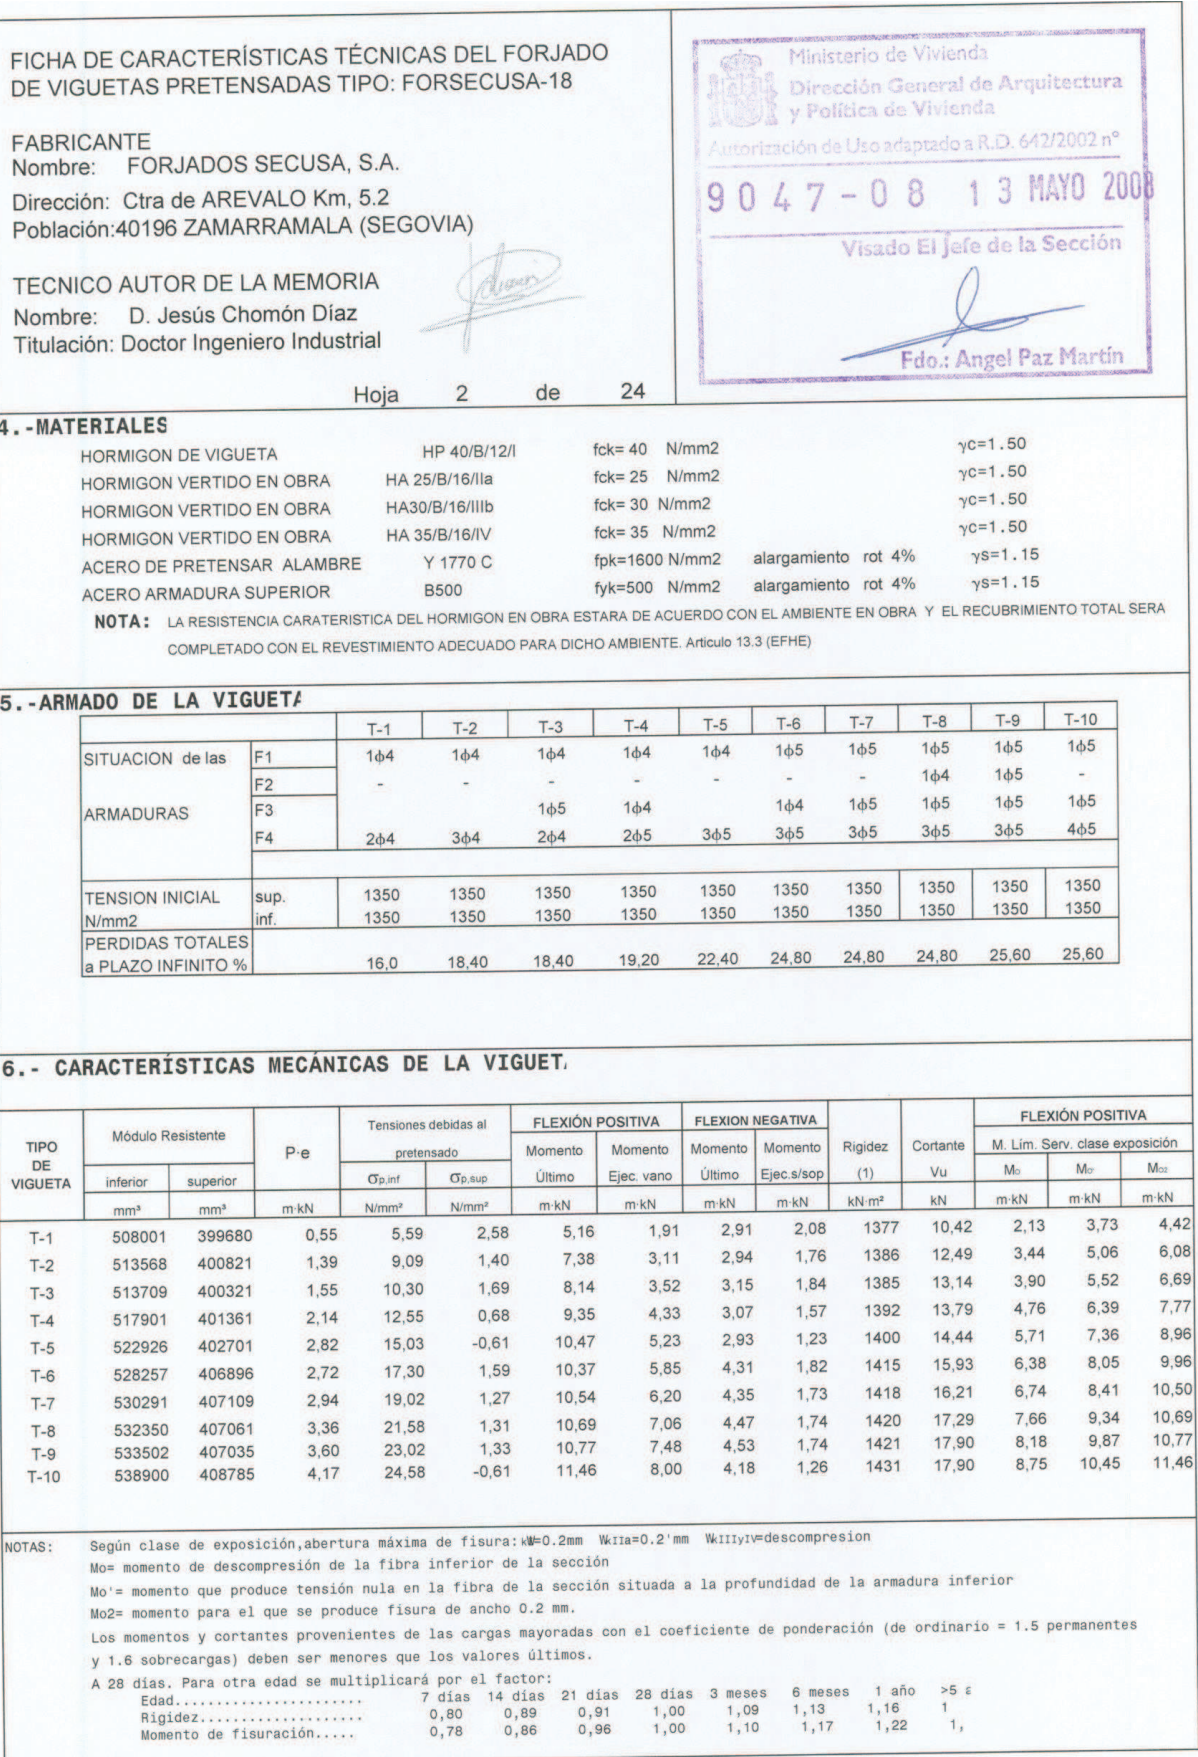 FICHA DE CARACTERÍSTICAS TÉCNICAS DEL FORJADO
DE VIGUETAS PRETENSADAS TIPO: FORSECUSA-18
FABRICANTE
Nombre: FORJADOS SECUSA, S.A.
Dirección: Ctra de AREVALO Km, 5.2
Población:40196 ZAMARRAMALA (SEGOVIA)
TECNICO AUTOR DE LA MEMORIA
Nombre: D. Jesús Chomón Díaz
Titulación: Doctor Ingeniero Industrial
Hoja 2 de 24
Ministerio de Vivienda
Dirección General de Arquitectura
y Política de Vivienda
Autorización de Uso adaptado a R.D. 642/2002 nº
9047-08 13 MAYO 2008
Visado El Jefe de la Sección
Fdo.: Angel Paz Martín
4.-MATERIALES
HORMIGON DE VIGUETA HP 40/B/12/I fck= 40 N/mm2 γc=1.50
HORMIGON VERTIDO EN OBRA HA 25/B/16/IIa fck= 25 N/mm2 γc=1.50
HORMIGON VERTIDO EN OBRA HA30/B/16/IIIb fck= 30 N/mm2 γc=1.50
HORMIGON VERTIDO EN OBRA HA 35/B/16/IV fck= 35 N/mm2 γc=1.50
ACERO DE PRETENSAR ALAMBRE Y 1770 C fpk=1600 N/mm2 alargamiento rot 4% γs=1.15
ACERO ARMADURA SUPERIOR B500 fyk=500 N/mm2 alargamiento rot 4% γs=1.15
NOTA: LA RESISTENCIA CARATERISTICA DEL HORMIGON EN OBRA ESTARA DE ACUERDO CON EL AMBIENTE EN OBRA Y EL RECUBRIMIENTO TOTAL SERA
COMPLETADO CON EL REVESTIMIENTO ADECUADO PARA DICHO AMBIENTE. Articulo 13.3 (EFHE)
5.-ARMADO DE LA VIGUETA
T-1 T-2 T-3 T-4 T-5 T-6 T-7 T-8 T-9 T-10
SITUACION de las F1 1ϕ4 1ϕ4 1ϕ4 1ϕ4 1ϕ4 1ϕ5 1ϕ5 1ϕ5 1ϕ5 1ϕ5
F2 - - - - - - - 1ϕ4 1ϕ5 -
ARMADURAS F3 1ϕ5 1ϕ4 1ϕ4 1ϕ5 1ϕ5 1ϕ5 1ϕ5
F4 2ϕ4 3ϕ4 2ϕ4 2ϕ5 3ϕ5 3ϕ5 3ϕ5 3ϕ5 3ϕ5 4ϕ5
TENSION INICIAL sup. 1350 1350 1350 1350 1350 1350 1350 1350 1350 1350
N/mm2 inf. 1350 1350 1350 1350 1350 1350 1350 1350 1350 1350
PERDIDAS TOTALES
a PLAZO INFINITO % 16,0 18,40 18,40 19,20 22,40 24,80 24,80 24,80 25,60 25,60
6.- CARACTERÍSTICAS MECÁNICAS DE LA VIGUET
TIPO DE VIGUETA Módulo Resistente P·e Tensiones debidas al pretensado FLEXIÓN POSITIVA FLEXION NEGATIVA Rigidez (1) Cortante Vu FLEXIÓN POSITIVA
Momento Último Momento Ejec. vano Momento Último Momento Ejec.s/sop M. Lím. Serv. clase exposición
inferior superior σp,inf σp,sup Mo Mo' Mo2
mm³ mm³ m·kN N/mm² N/mm² m·kN m·kN m·kN m·kN kN·m² kN m·kN m·kN m·kN
T-1 508001 399680 0,55 5,59 2,58 5,16 1,91 2,91 2,08 1377 10,42 2,13 3,73 4,42
T-2 513568 400821 1,39 9,09 1,40 7,38 3,11 2,94 1,76 1386 12,49 3,44 5,06 6,08
T-3 513709 400321 1,55 10,30 1,69 8,14 3,52 3,15 1,84 1385 13,14 3,90 5,52 6,69
T-4 517901 401361 2,14 12,55 0,68 9,35 4,33 3,07 1,57 1392 13,79 4,76 6,39 7,77
T-5 522926 402701 2,82 15,03 -0,61 10,47 5,23 2,93 1,23 1400 14,44 5,71 7,36 8,96
T-6 528257 406896 2,72 17,30 1,59 10,37 5,85 4,31 1,82 1415 15,93 6,38 8,05 9,96
T-7 530291 407109 2,94 19,02 1,27 10,54 6,20 4,35 1,73 1418 16,21 6,74 8,41 10,50
T-8 532350 407061 3,36 21,58 1,31 10,69 7,06 4,47 1,74 1420 17,29 7,66 9,34 10,69
T-9 533502 407035 3,60 23,02 1,33 10,77 7,48 4,53 1,74 1421 17,90 8,18 9,87 10,77
T-10 538900 408785 4,17 24,58 -0,61 11,46 8,00 4,18 1,26 1431 17,90 8,75 10,45 11,46
NOTAS: Según clase de exposición,abertura máxima de fisura: kW=0.2mm WkIIa=0.2'mm WkIIIyIV=descompresion
Mo= momento de descompresión de la fibra inferior de la sección
Mo'= momento que produce tensión nula en la fibra de la sección situada a la profundidad de la armadura inferior
Mo2= momento para el que se produce fisura de ancho 0.2 mm.
Los momentos y cortantes provenientes de las cargas mayoradas con el coeficiente de ponderación (de ordinario = 1.5 permanentes
y 1.6 sobrecargas) deben ser menores que los valores últimos.
A 28 días. Para otra edad se multiplicará por el factor:
Edad....................... 7 días 14 días 21 días 28 días 3 meses 6 meses 1 año >5
Rigidez.................... 0,80 0,89 0,91 1,00 1,09 1,13 1,16 1
Momento de fisuración..... 0,78 0,86 0,96 1,00 1,10 1,17 1,22 1,